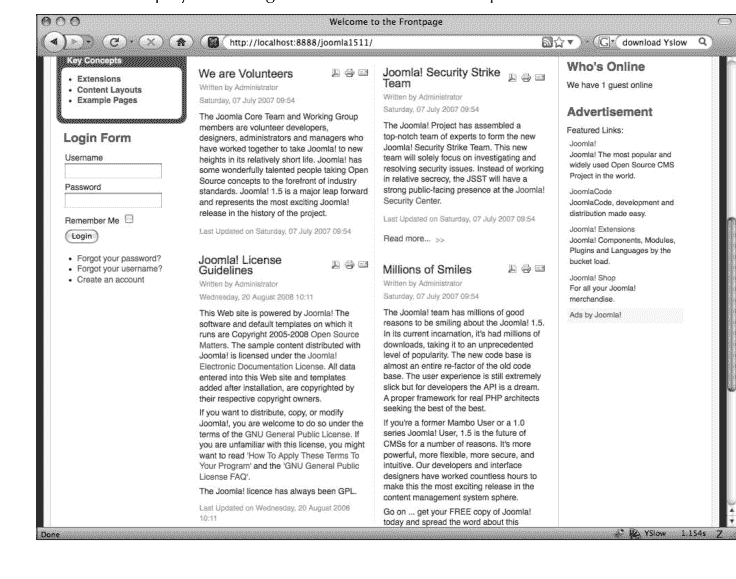 Welcome to the Frontpage
http://localhost:8888/joomla1511/
download Yslow
Key Concepts
Extensions
Content Layouts
Example Pages
Login Form
Username
Password
Remember Me
Login
Forgot your password?
Forgot your username?
Create an account
We are Volunteers
Written by Administrator
Saturday, 07 July 2007 09:54
The Joomla Core Team and Working Group
members are volunteer developers,
designers, administrators and managers who
have worked together to take Joomla! to new
heights in its relatively short life. Joomla! has
some wonderfully talented people taking Open
Source concepts to the forefront of industry
standards. Joomla! 1.5 is a major leap forward
and represents the most exciting Joomla!
release in the history of the project.
Last Updated on Saturday, 07 July 2007 09:54
Joomla! License
Guidelines
Written by Administrator
Wednesday, 20 August 2008 10:11
This Web site is powered by Joomla! The
software and default templates on which it
runs are Copyright 2005-2008 Open Source
Matters. The sample content distributed with
Joomla! is licensed under the Joomla!
Electronic Documentation License. All data
entered into this Web site and templates
added after installation, are copyrighted by
their respective copyright owners.
If you want to distribute, copy, or modify
Joomla!, you are welcome to do so under the
terms of the GNU General Public License. If
you are unfamiliar with this license, you might
want to read 'How To Apply These Terms To
Your Program' and the 'GNU General Public
License FAQ'.
The Joomla! licence has always been GPL.
Last Updated on Wednesday, 20 August 2008
10:11
Joomla! Security Strike
Team
Written by Administrator
Saturday, 07 July 2007 09:54
The Joomla! Project has assembled a
top-notch team of experts to form the new
Joomla! Security Strike Team. This new
team will solely focus on investigating and
resolving security issues. Instead of working
in relative secrecy, the JSST will have a
strong public-facing presence at the Joomla!
Security Center.
Last Updated on Saturday, 07 July 2007 09:54
Read more... >>
Millions of Smiles
Written by Administrator
Saturday, 07 July 2007 09:54
The Joomla! team has millions of good
reasons to be smiling about the Joomla! 1.5.
In its current incarnation, it's had millions of
downloads, taking it to an unprecedented
level of popularity. The new code base is
almost an entire re-factor of the old code
base. The user experience is still extremely
slick but for developers the API is a dream.
A proper framework for real PHP architects
seeking the best of the best.
If you're a former Mambo User or a 1.0
series Joomla! User, 1.5 is the future of
CMSs for a number of reasons. It's more
powerful, more flexible, more secure, and
intuitive. Our developers and interface
designers have worked countless hours to
make this the most exciting release in the
content management system sphere.
Go on ... get your FREE copy of Joomla!
today and spread the word about this
Who's Online
We have 1 guest online
Advertisement
Featured Links:
Joomla!
Joomla! The most popular and
widely used Open Source CMS
Project in the world.
JoomlaCode
JoomlaCode, development and
distribution made easy.
Joomla! Extensions
Joomla! Components, Modules,
Plugins and Languages by the
bucket load.
Joomla! Shop
For all your Joomla!
merchandise.
Ads by Joomla!
Done
YSlow 1.154s